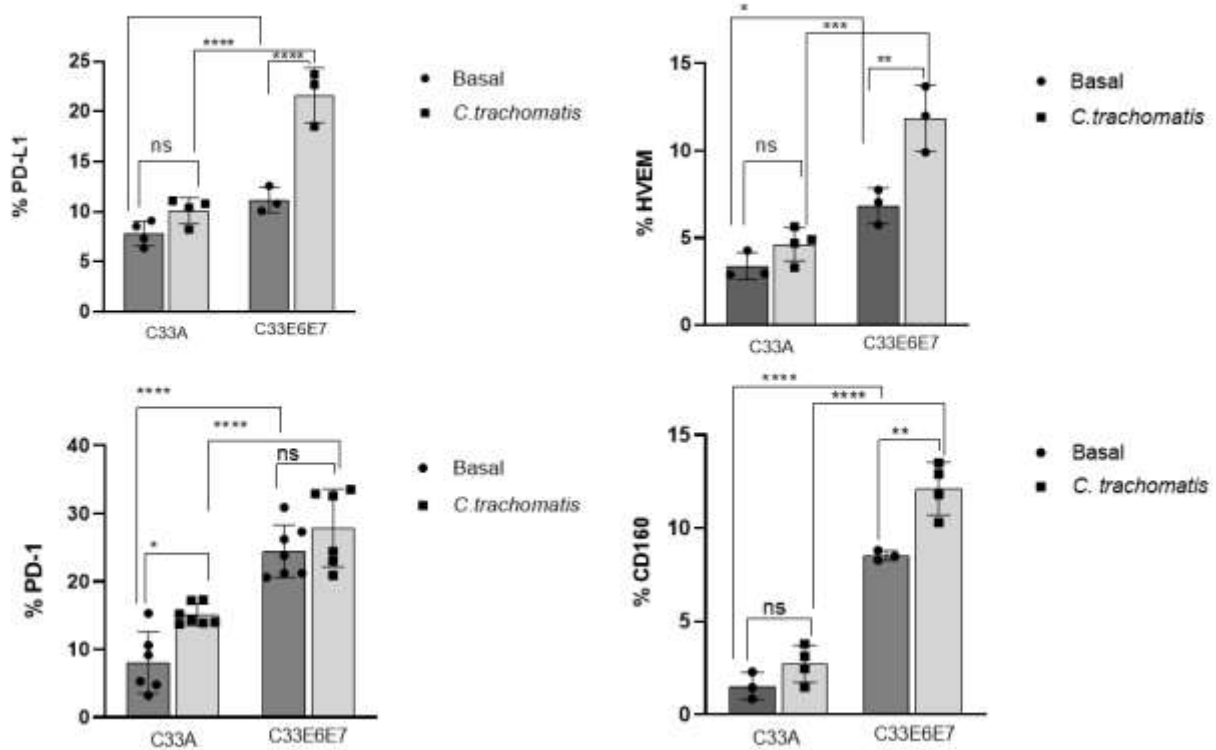 ****
****
25
20
15
10
5
0
% PD-L1
ns
C33A
C33E6E7
Basal
C.trachomatis
*
***
**
15
10
5
0
% HVEM
ns
C33A
C33E6E7
Basal
C.trachomatis
****
****
ns
40
30
20
10
0
% PD-1
*
C33A
C33E6E7
Basal
C.trachomatis
****
****
**
15
10
5
0
% CD160
ns
C33A
C33E6E7
Basal
C. trachomatis